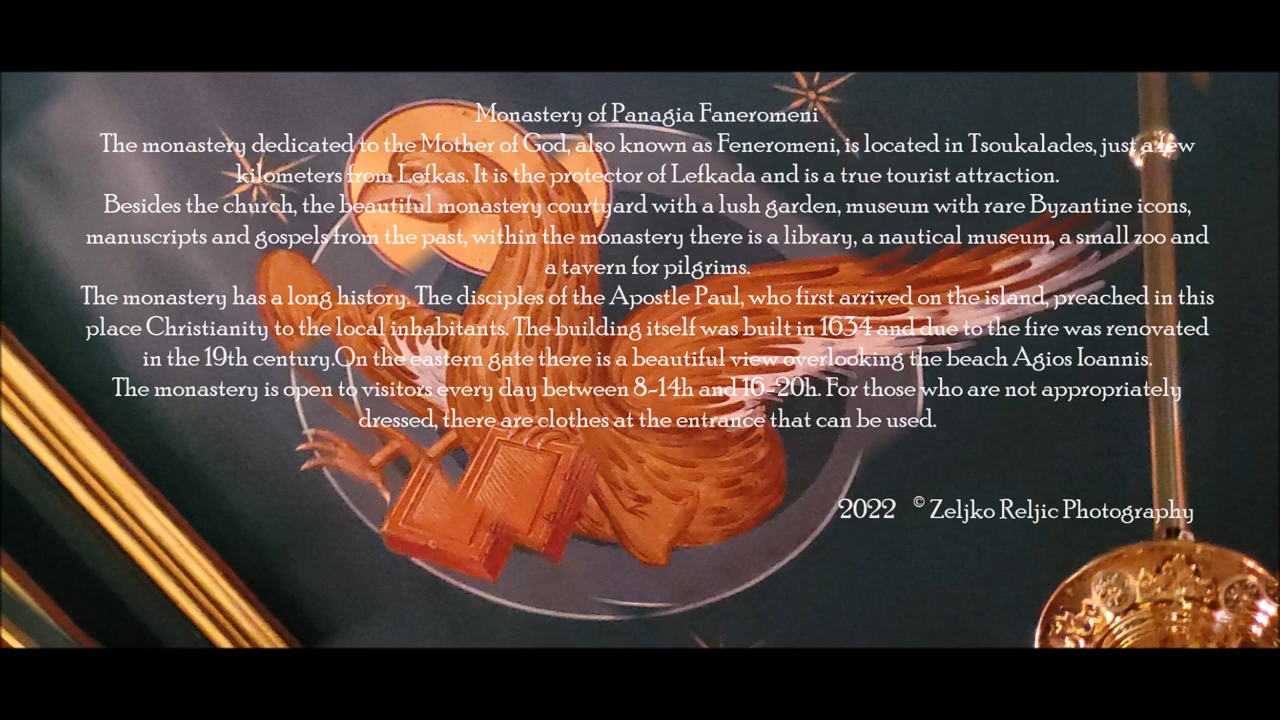 Monastery of Panagia Faneromeni
The monastery dedicated to the Mother of God, also known as Feneromeni, is located in Tsoukalades, just a few
kilometers from Lefkas. It is the protector of Lefkada and is a true tourist attraction.
Besides the church, the beautiful monastery courtyard with a lush garden, museum with rare Byzantine icons,
manuscripts and gospels from the past, within the monastery there is a library, a nautical museum, a small zoo and
a tavern for pilgrims.
The monastery has a long history. The disciples of the Apostle Paul, who first arrived on the island, preached in this
place Christianity to the local inhabitants. The building itself was built in 1634 and due to the fire was renovated
in the 19th century.On the eastern gate there is a beautiful view overlooking the beach Agios Ioannis.
The monastery is open to visitors every day between 8-14h and 16-20h. For those who are not appropriately
dressed, there are clothes at the entrance that can be used.
2022 © Zeljko Reljic Photography